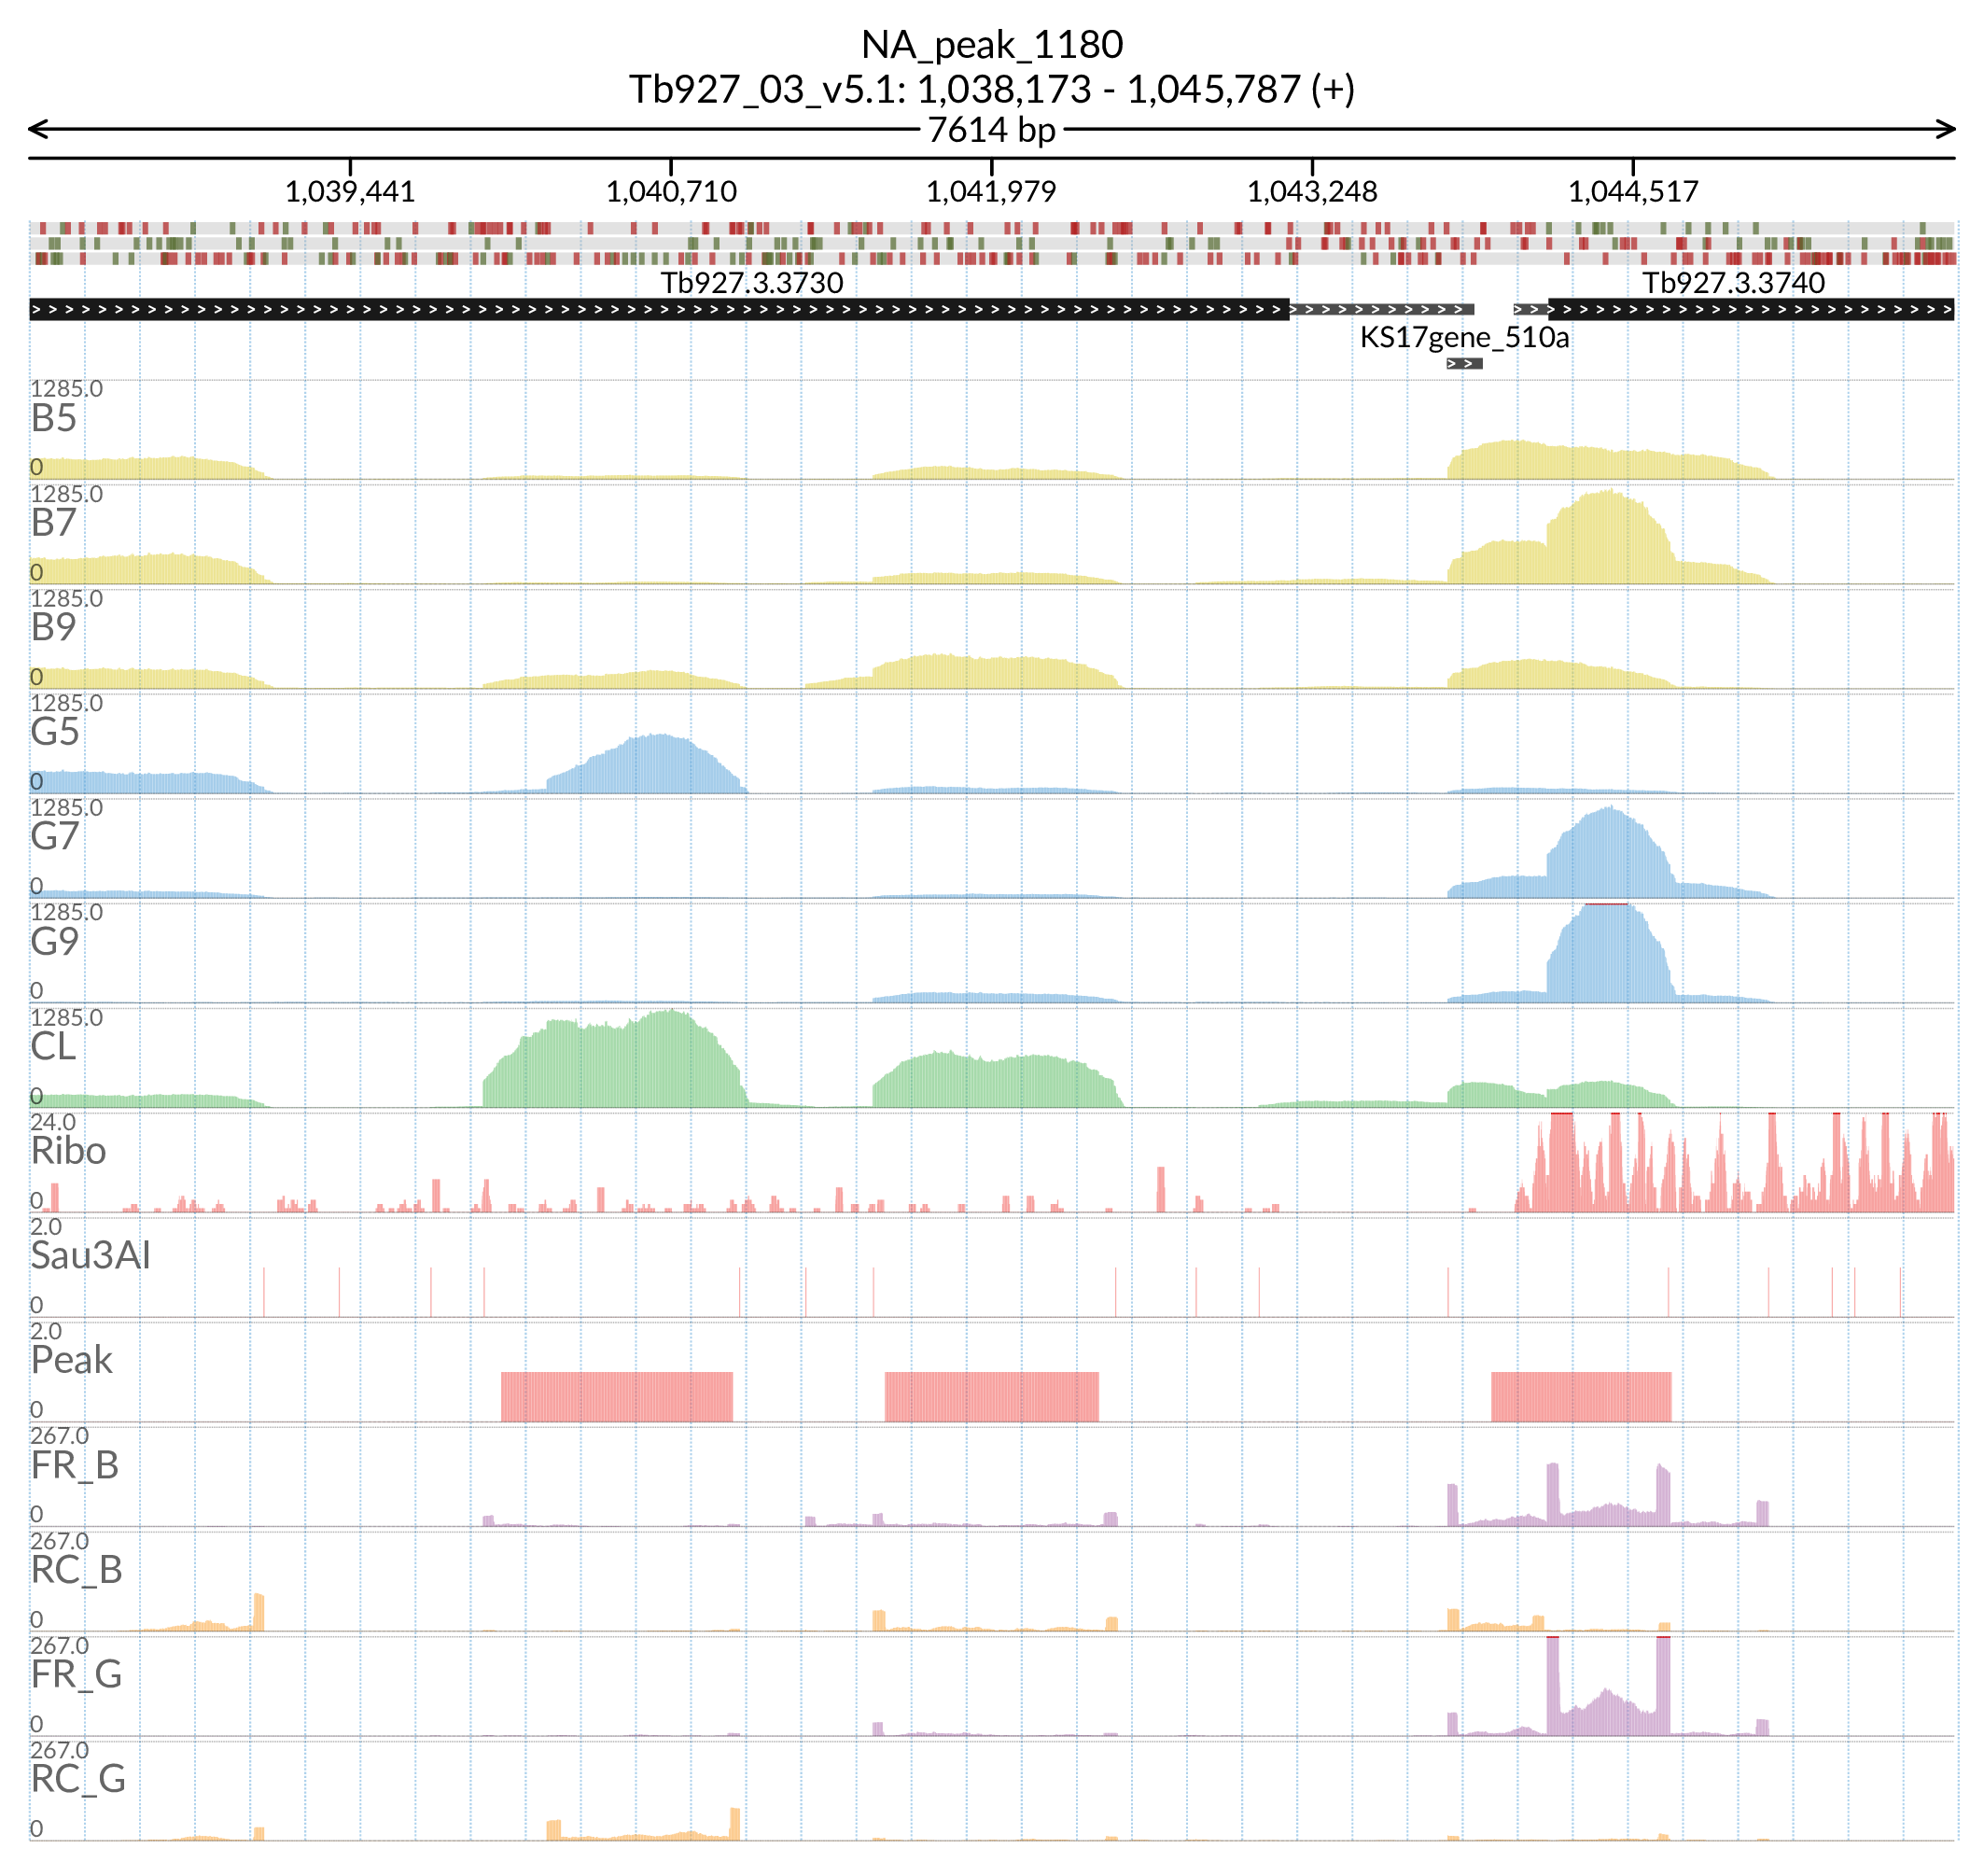 NA_peak_1180
Tb927_03_v5.1: 1,038,173 - 1,045,787 (+)
7614 bp
1,039,441 1,040,710 1,041,979 1,043,248 1,044,517
Tb927.3.3730 Tb927.3.3740
KS17gene_510a
1285.0
B5
0
1285.0
B7
0
1285.0
B9
0
1285.0
G5
0
1285.0
G7
0
1285.0
G9
0
1285.0
CL
0
24.0
Ribo
0
2.0
Sau3AI
0
2.0
Peak
0
267.0
FR_B
0
267.0
RC_B
0
267.0
FR_G
0
267.0
RC_G
0